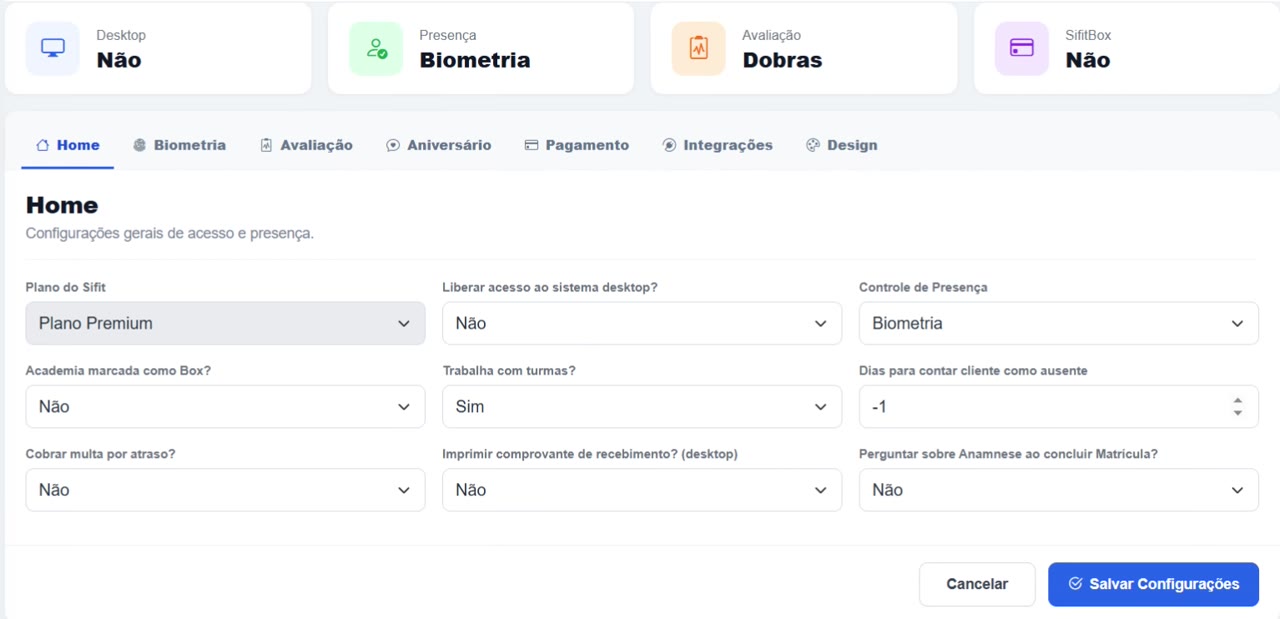 Desktop
Não
Presença
Biometria
Avaliação
Dobras
SifitBox
Não
Home Biometria Avaliação Aniversário Pagamento Integrações Design
Home
Configurações gerais de acesso e presença.
Plano do Sifit
Plano Premium
Liberar acesso ao sistema desktop?
Não
Controle de Presença
Biometria
Academia marcada como Box?
Não
Trabalha com turmas?
Sim
Dias para contar cliente como ausente
-1
Cobrar multa por atraso?
Não
Imprimir comprovante de recebimento? (desktop)
Não
Perguntar sobre Anamnese ao concluir Matricula?
Não
Cancelar
Salvar Configurações